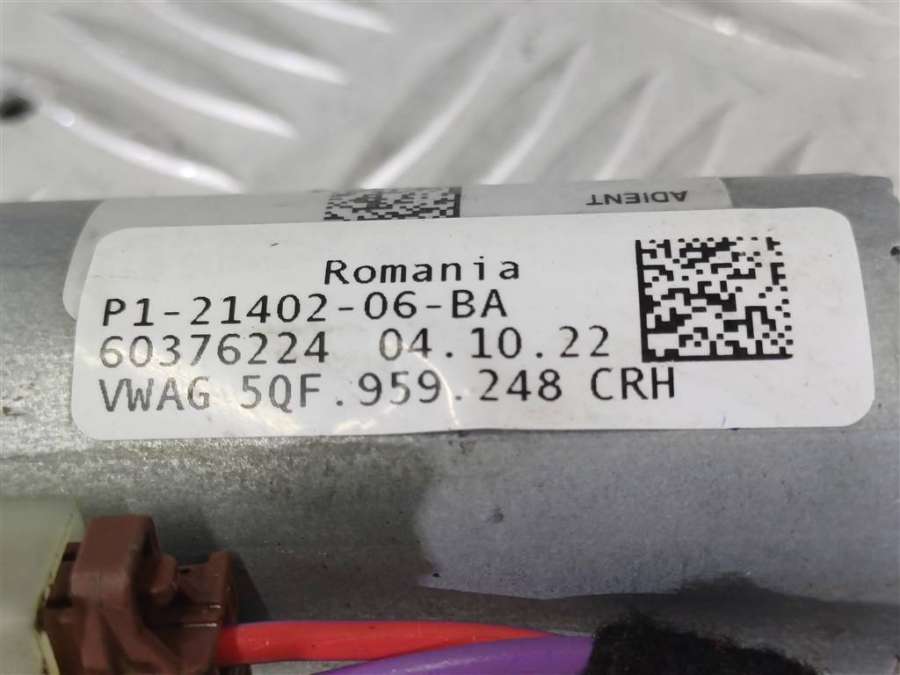 ADIENT
Romania
P1-21402-06-BA
60376224 04.10.22
VWAG 5QF.959.248 CRH